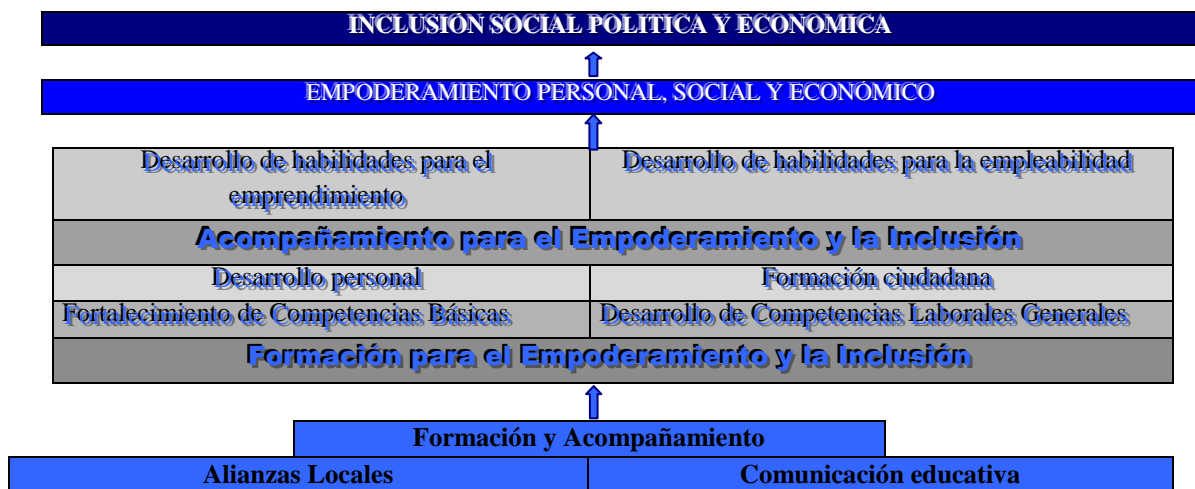 INCLUSIÓN SOCIAL POLITICA Y ECONOMICA
EMPODERAMIENTO PERSONAL, SOCIAL Y ECONÓMICO
Desarrollo de habilidades para el
emprendimiento
Desarrollo de habilidades para la empleabilidad
Acompañamiento para el Empoderamiento y la Inclusión
Desarrollo personal
Formación ciudadana
Fortalecimiento de Competencias Básicas
Desarrollo de Competencias Laborales Generales
Formación para el Empoderamiento y la Inclusión
Formación y Acompañamiento
Alianzas Locales
Comunicación educativa